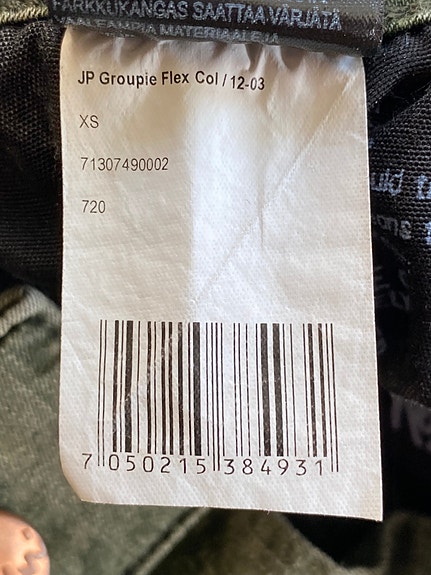 FARKKUKANGAS SAATTAA VÄRJÄTÄ
VAALEAMPIA MATERIAALEJA
JP Groupie Flex Col / 12-03
XS
71307490002
720
7 050215 384931